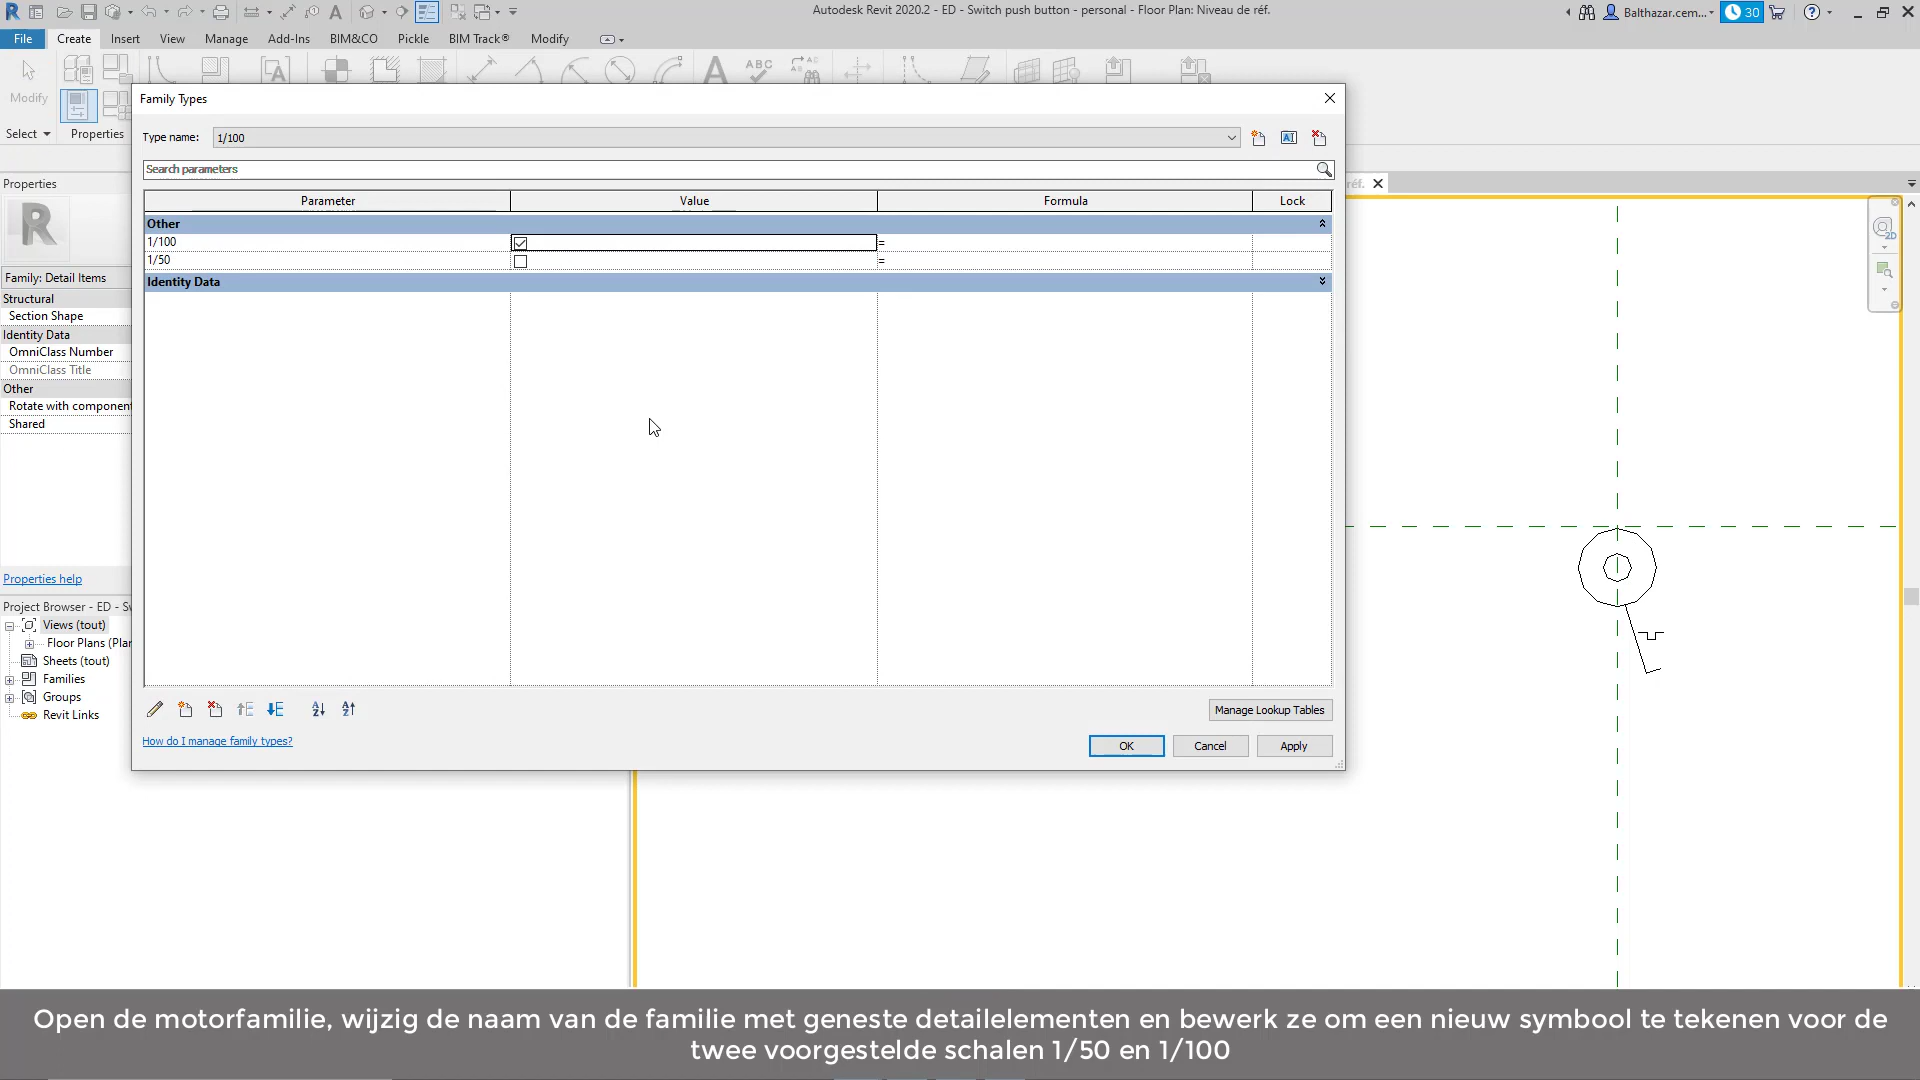 Autodesk Revit 2020.2 - ED - Switch push button - personal - Floor Plan: Niveau de réf.
Balthazar.cem...
30
File
Create
Insert
View
Manage
Add-Ins
BIM&CO
Pickle
BIM Track®
Modify
Modify
Select
Properties
Family Types
Type name:
1/100
Search parameters
Parameter
Value
Formula
Lock
Other
1/100
=
1/50
=
Identity Data
Manage Lookup Tables
How do I manage family types?
OK
Cancel
Apply
Properties
Family: Detail Items
Structural
Section Shape
Identity Data
OmniClass Number
OmniClass Title
Other
Rotate with component
Shared
Properties help
Project Browser - ED - Sw
Views (tout)
Floor Plans (Plan
Sheets (tout)
Families
Groups
Revit Links
réf.
2D
Open de motorfamilie, wijzig de naam van de familie met geneste detailelementen en bewerk ze om een nieuw symbool te tekenen voor de
twee voorgestelde schalen 1/50 en 1/100